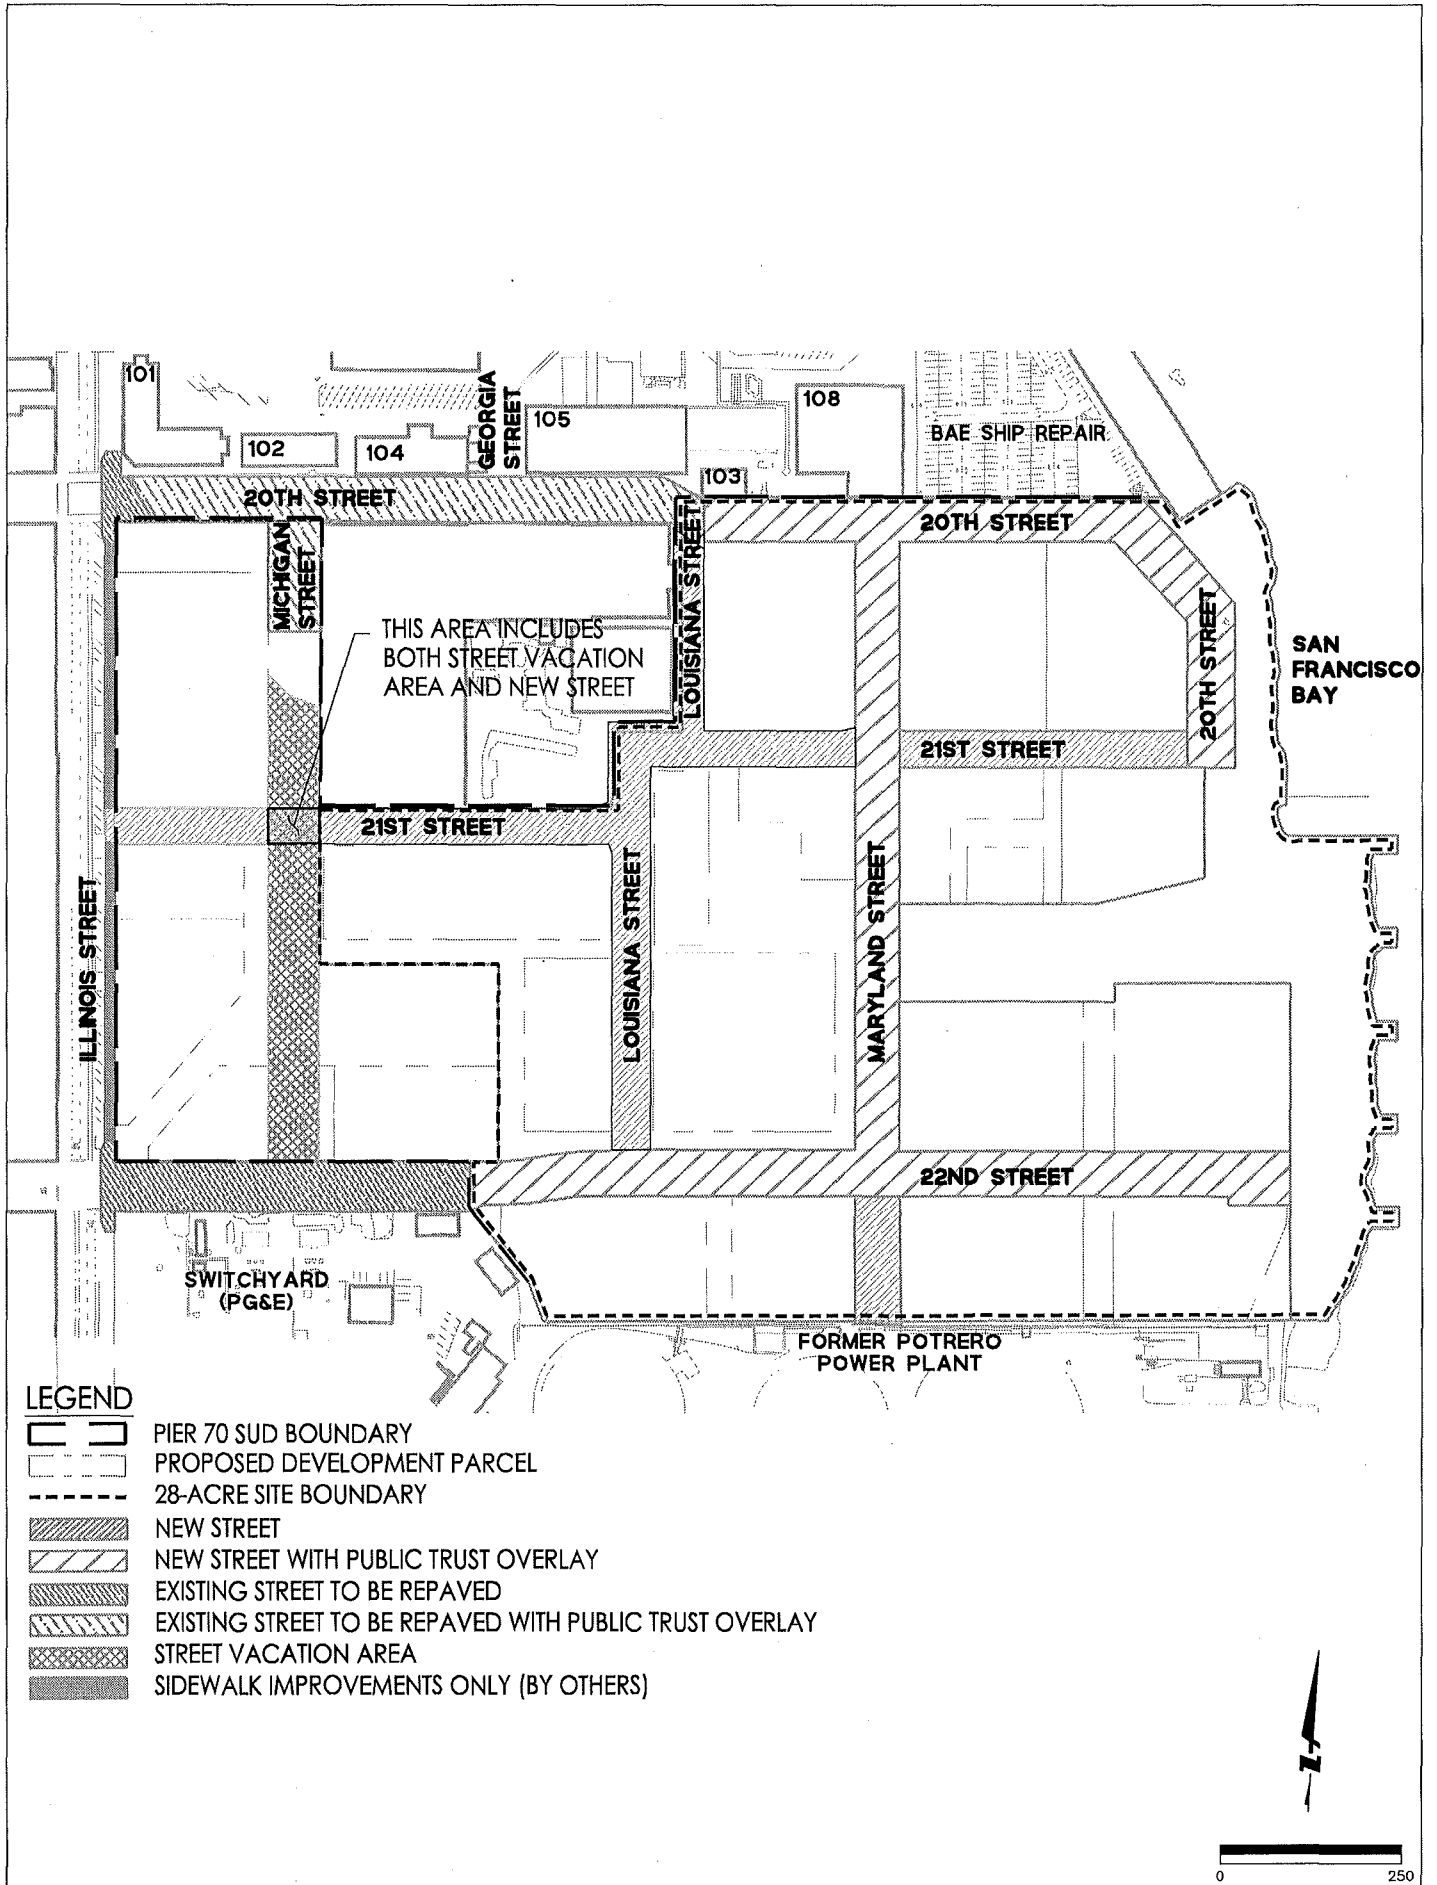 101
108
GEORGIA
STREET
105
102
104
BAE SHIP REPAIR
103
20TH STREET
20TH STREET
MICHIGAN
STREET
LOUISIANA STREET
THIS AREA INCLUDES
BOTH STREET VACATION
AREA AND NEW STREET
20TH STREET
SAN
FRANCISCO
BAY
21ST STREET
21ST STREET
ILLINOIS STREET
LOUISIANA STREET
MARYLAND STREET
22ND STREET
SWITCHYARD
(PG&E)
FORMER POTRERO
POWER PLANT
LEGEND
PIER 70 SUD BOUNDARY
PROPOSED DEVELOPMENT PARCEL
28-ACRE SITE BOUNDARY
NEW STREET
NEW STREET WITH PUBLIC TRUST OVERLAY
EXISTING STREET TO BE REPAVED
EXISTING STREET TO BE REPAVED WITH PUBLIC TRUST OVERLAY
STREET VACATION AREA
SIDEWALK IMPROVEMENTS ONLY (BY OTHERS)
Z
0 250